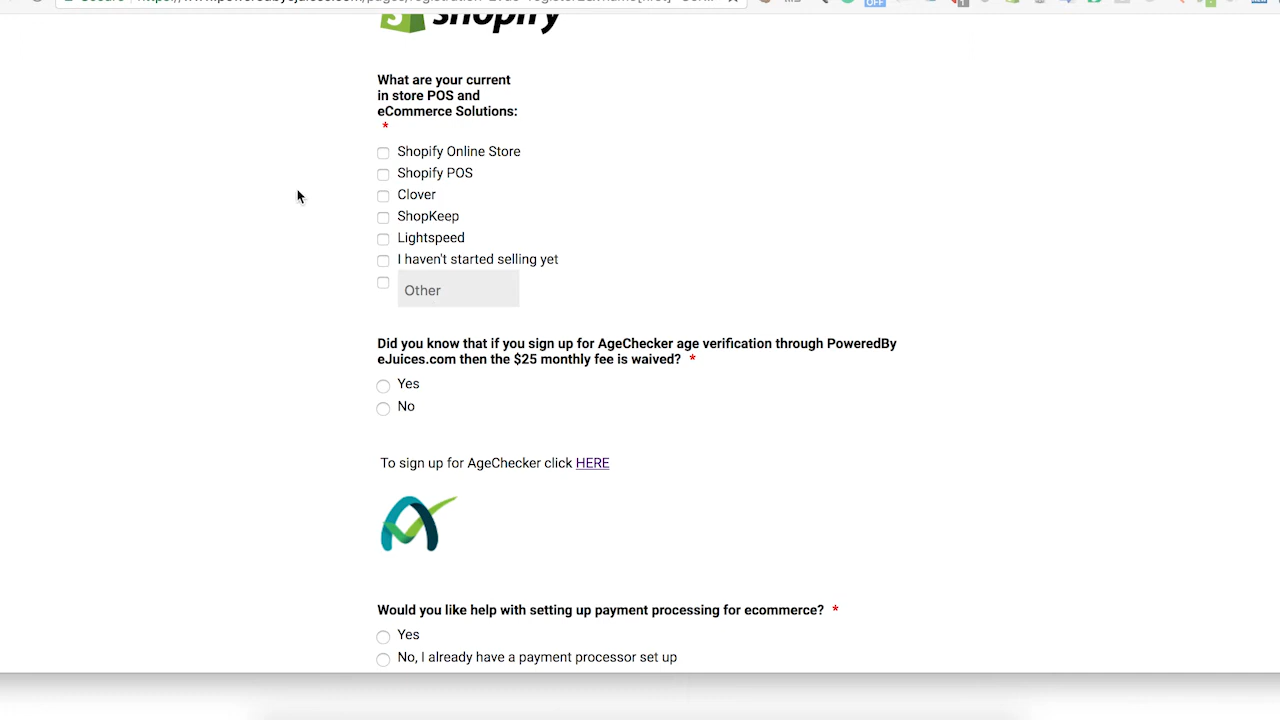 shopify
What are your current
in store POS and
eCommerce Solutions:
*
Shopify Online Store
Shopify POS
Clover
ShopKeep
Lightspeed
I haven't started selling yet
Other
Did you know that if you sign up for AgeChecker age verification through PoweredBy
eJuices.com then the $25 monthly fee is waived? *
Yes
No
To sign up for AgeChecker click HERE
Would you like help with setting up payment processing for ecommerce? *
Yes
No, I already have a payment processor set up